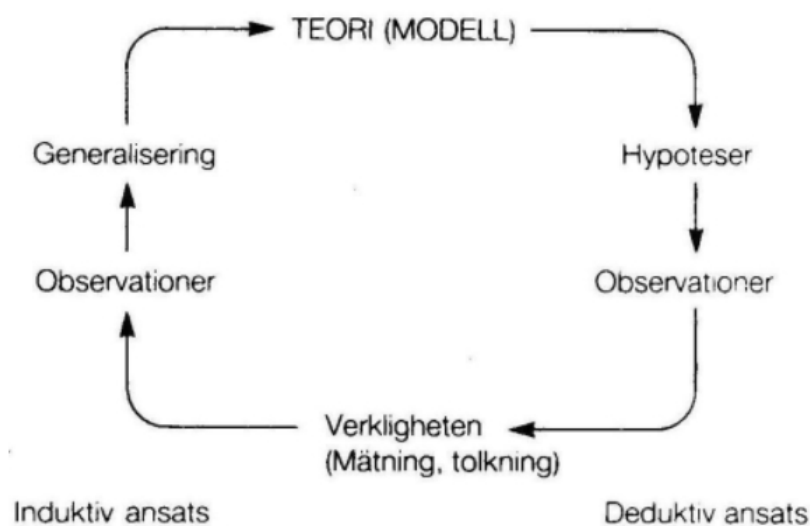 TEORI (MODELL)
Generalisering
Hypoteser
Observationer
Observationer
Verkligheten
(Mätning, tolkning)
Induktiv ansats
Deduktiv ansats